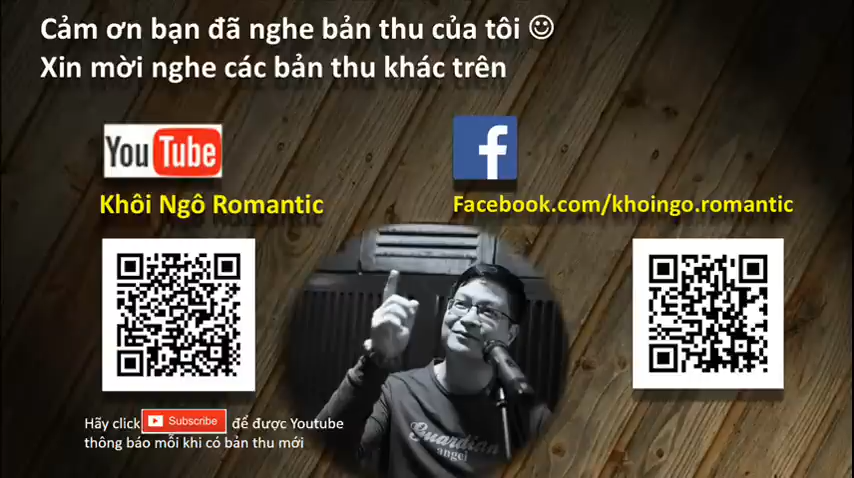 Cảm ơn bạn đã nghe bản thu của tôi ☺
Xin mời nghe các bản thu khác trên
YouTube
f
Khôi Ngô Romantic
Facebook.com/khoingo.romantic
Guardian
angel
Hãy click Subscribe để được Youtube
thông báo mỗi khi có bản thu mới